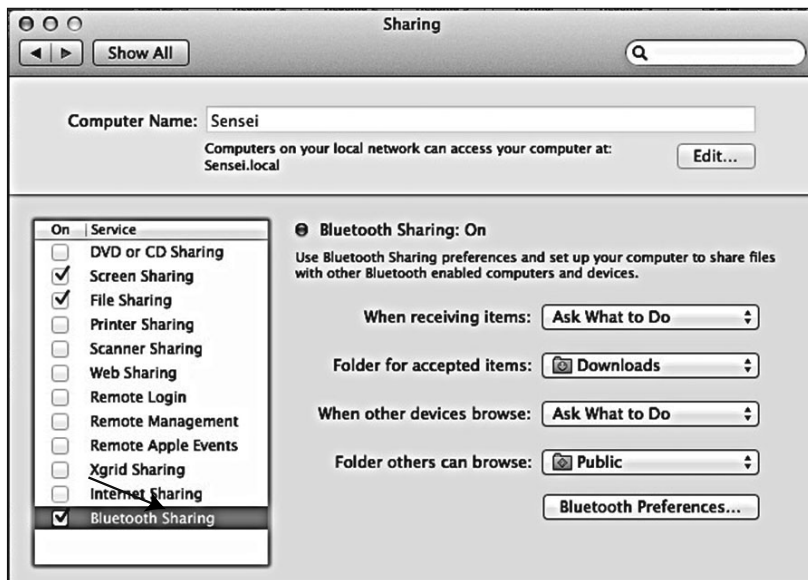 Sharing
Show All
Computer Name: Sensei
Computers on your local network can access your computer at:
Sensei.local
Edit...
On Service
DVD or CD Sharing
Screen Sharing
File Sharing
Printer Sharing
Scanner Sharing
Web Sharing
Remote Login
Remote Management
Remote Apple Events
Xgrid Sharing
Internet Sharing
Bluetooth Sharing
Bluetooth Sharing: On
Use Bluetooth Sharing preferences and set up your computer to share files
with other Bluetooth enabled computers and devices.
When receiving items: Ask What to Do
Folder for accepted items: Downloads
When other devices browse: Ask What to Do
Folder others can browse: Public
Bluetooth Preferences...